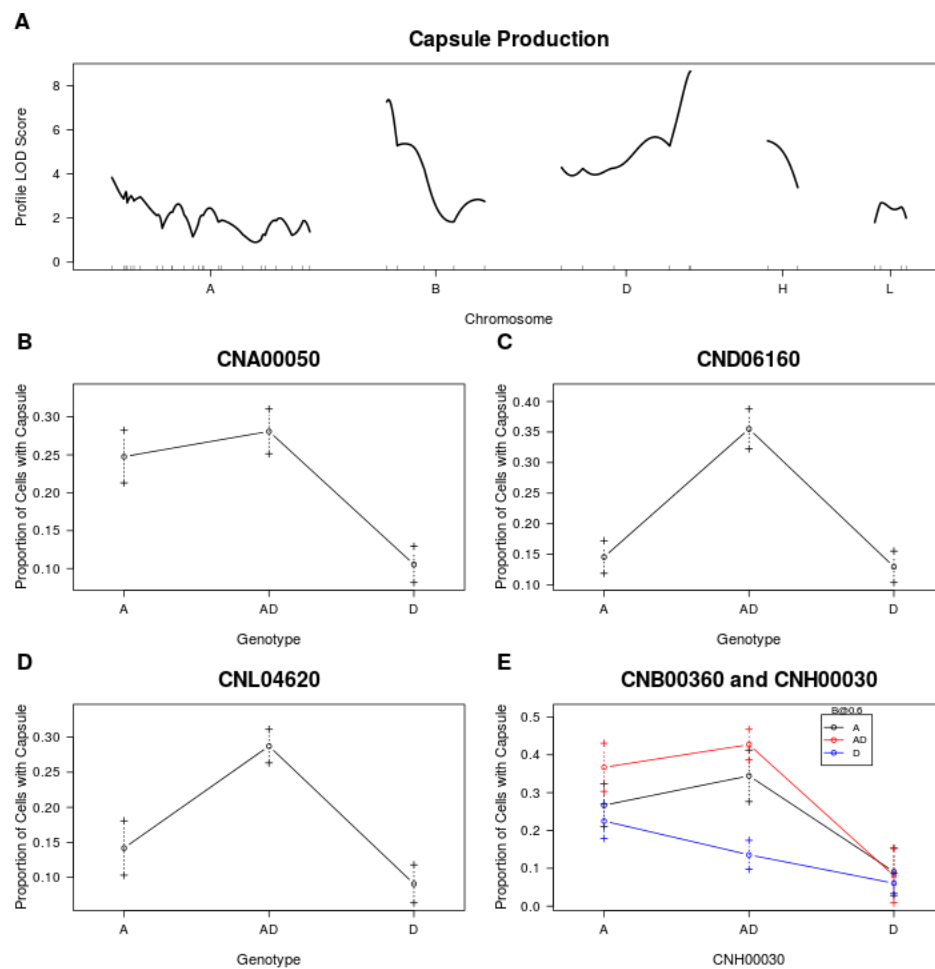 A
Capsule Production
Profile LOD Score
8
6
4
2
0
A B D H L
Chromosome
B
CNA00050
Proportion of Cells with Capsule
0.30
0.25
0.20
0.15
0.10
A AD D
Genotype
C
CND06160
Proportion of Cells with Capsule
0.40
0.35
0.30
0.25
0.20
0.15
0.10
A AD D
Genotype
D
CNL04620
Proportion of Cells with Capsule
0.30
0.25
0.20
0.15
0.10
A AD D
Genotype
E
CNB00360 and CNH00030
Proportion of Cells with Capsule
0.5
0.4
0.3
0.2
0.1
0.0
B@0.6
A
AD
D
A AD D
CNH00030